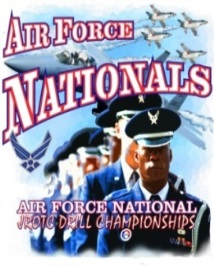 AIR FORCE
NATIONALS
AIR FORCE NATIONAL
JROTC DRILL CHAMPIONSHIPS